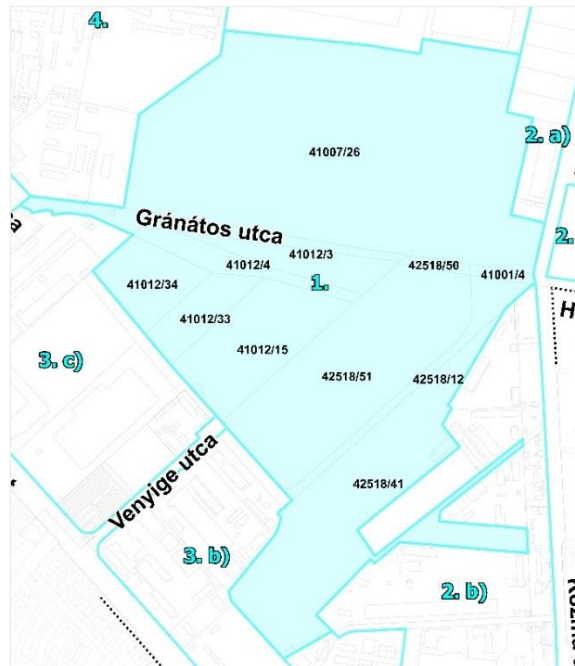 4.
2. a)
41007/26
2.
Gránátos utca
41012/3
41012/4
42518/50
41001/4
1.
41012/34
H
41012/33
41012/15
3. c)
42518/51
42518/12
Venyige utca
42518/41
3. b)
2. b)
Kozma